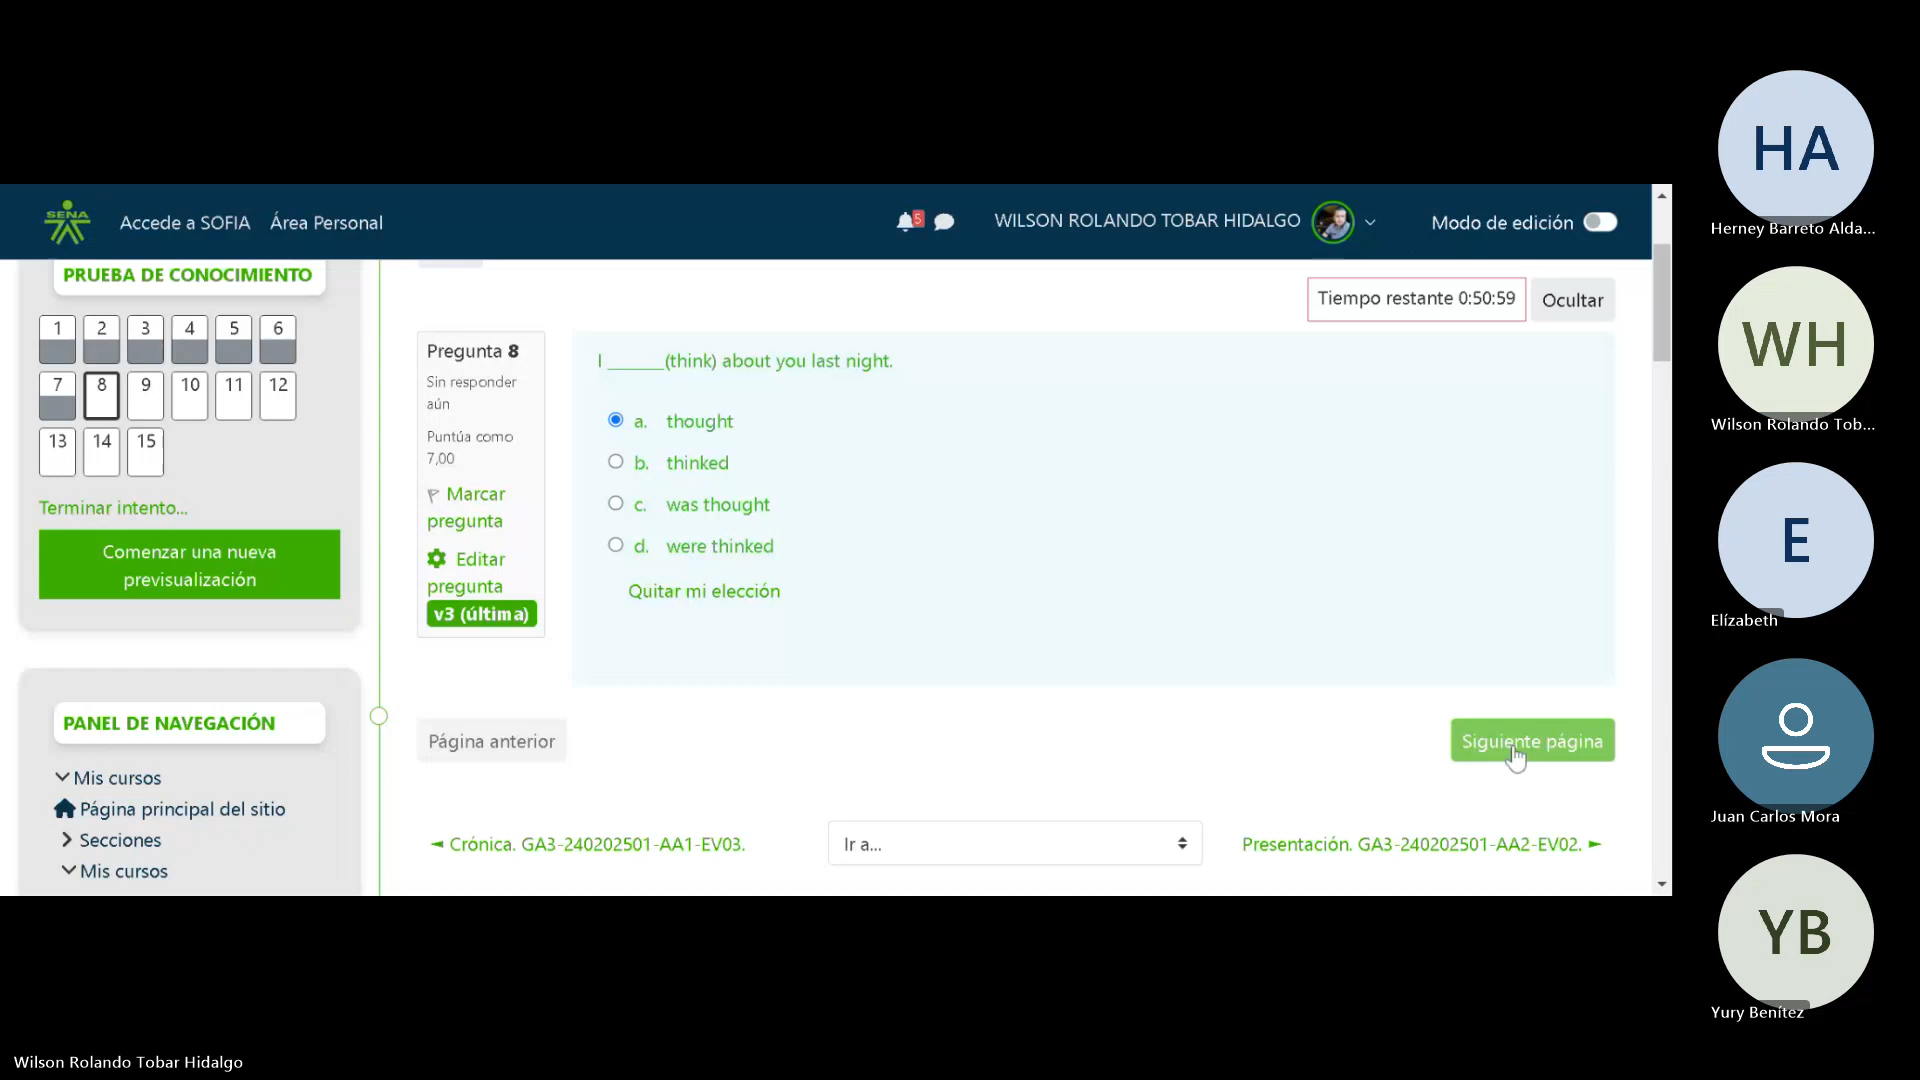 SENA
Accede a SOFIA
Área Personal
5
WILSON ROLANDO TOBAR HIDALGO
Modo de edición
PRUEBA DE CONOCIMIENTO
1 2 3 4 5 6
7 8 9 10 11 12
13 14 15
Terminar intento...
Comenzar una nueva
previsualización
PANEL DE NAVEGACIÓN
Mis cursos
Página principal del sitio
Secciones
Mis cursos
Tiempo restante 0:50:59
Ocultar
Pregunta 8
Sin responder
aún
Puntúa como
7,00
Marcar
pregunta
Editar
pregunta
v3 (última)
I ______(think) about you last night.
a. thought
b. thinked
c. was thought
d. were thinked
Quitar mi elección
Página anterior
Siguiente página
◄ Crónica. GA3-240202501-AA1-EV03.
Ir a...
Presentación. GA3-240202501-AA2-EV02. ►
HA
Herney Barreto Alda...
WH
Wilson Rolando Tob...
E
Elízabeth
Juan Carlos Mora
YB
Yury Benítez
Wilson Rolando Tobar Hidalgo